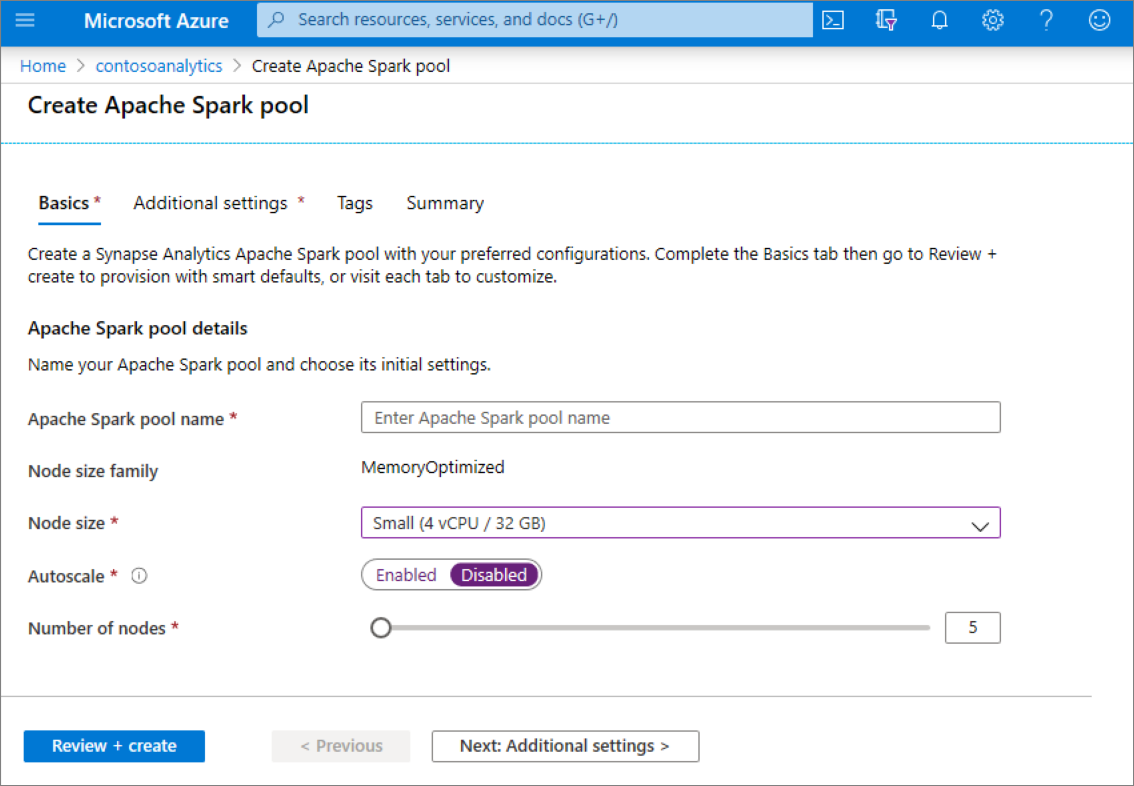 Microsoft Azure
Search resources, services, and docs (G+/)
Home > contosoanalytics > Create Apache Spark pool
Create Apache Spark pool
Basics * Additional settings * Tags Summary
Create a Synapse Analytics Apache Spark pool with your preferred configurations. Complete the Basics tab then go to Review +
create to provision with smart defaults, or visit each tab to customize.
Apache Spark pool details
Name your Apache Spark pool and choose its initial settings.
Apache Spark pool name * Enter Apache Spark pool name
Node size family MemoryOptimized
Node size * Small (4 vCPU / 32 GB)
Autoscale * Enabled Disabled
Number of nodes * 5
Review + create < Previous Next: Additional settings >